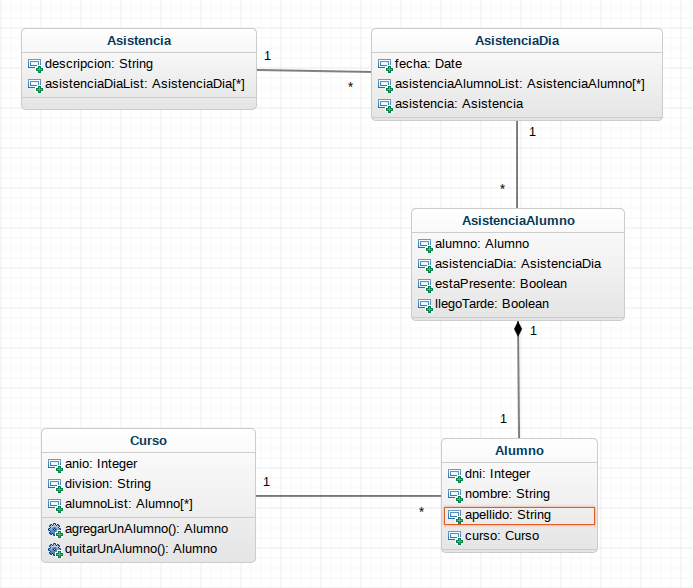 Asistencia
descripcion: String
asistenciaDiaList: AsistenciaDia[*]
1
*
AsistenciaDia
fecha: Date
asistenciaAlumnoList: AsistenciaAlumno[*]
asistencia: Asistencia
1
*
AsistenciaAlumno
alumno: Alumno
asistenciaDia: AsistenciaDia
estaPresente: Boolean
llegoTarde: Boolean
1
1
Curso
anio: Integer
division: String
alumnoList: Alumno[*]
agregarUnAlumno(): Alumno
quitarUnAlumno(): Alumno
1
*
Alumno
dni: Integer
nombre: String
apellido: String
curso: Curso